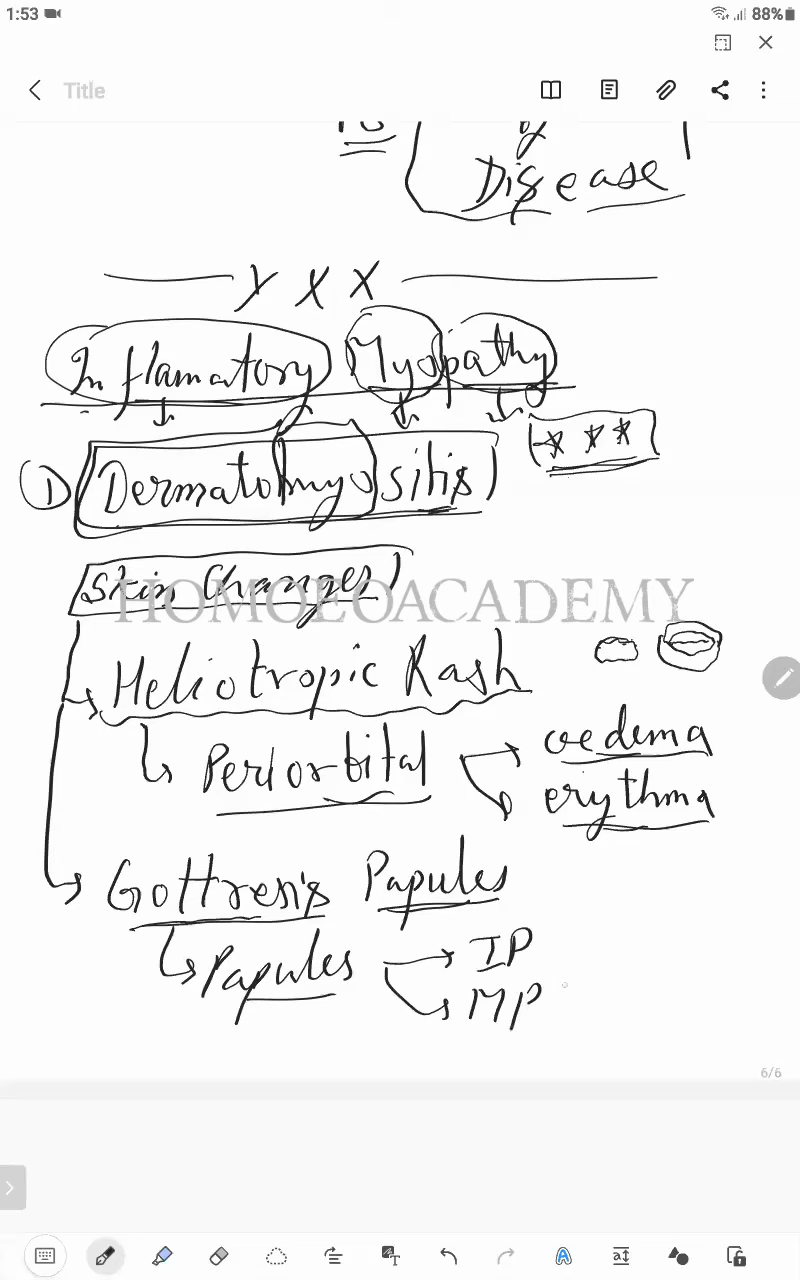 1:53 88%
Title
Disease
X X X
Inflamatory Myopathy
① Dermatomyositis ***
Skin Changes
HOMOEOACADEMY
Heliotropic Rash
Periorbital oedema
erythma
Gottren's Papules
Papules IP
MP
6/6